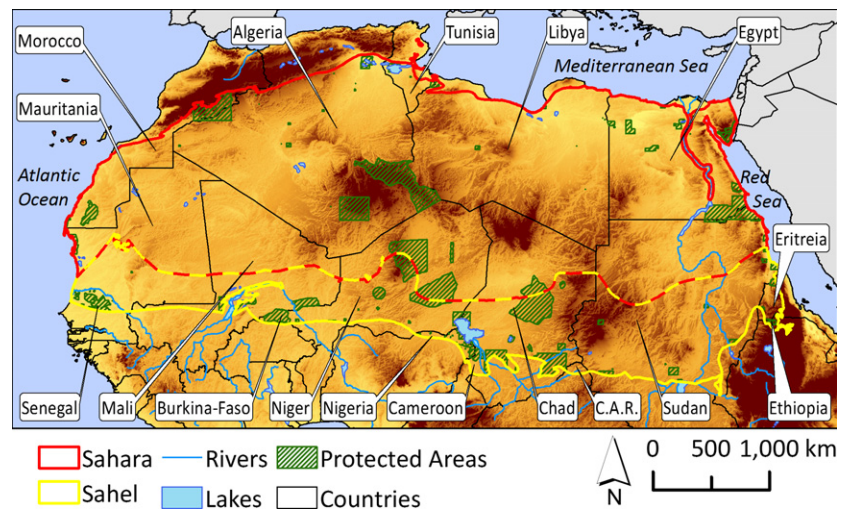 Morocco
Algeria
Tunisia
Libya
Egypt
Mediterranean Sea
Mauritania
Atlantic
Ocean
Red
Sea
Eritreia
Senegal
Mali
Burkina-Faso
Niger
Nigeria
Cameroon
Chad
C.A.R.
Sudan
Ethiopia
Sahara
Rivers
Protected Areas
Sahel
Lakes
Countries
N
0 500 1,000 km